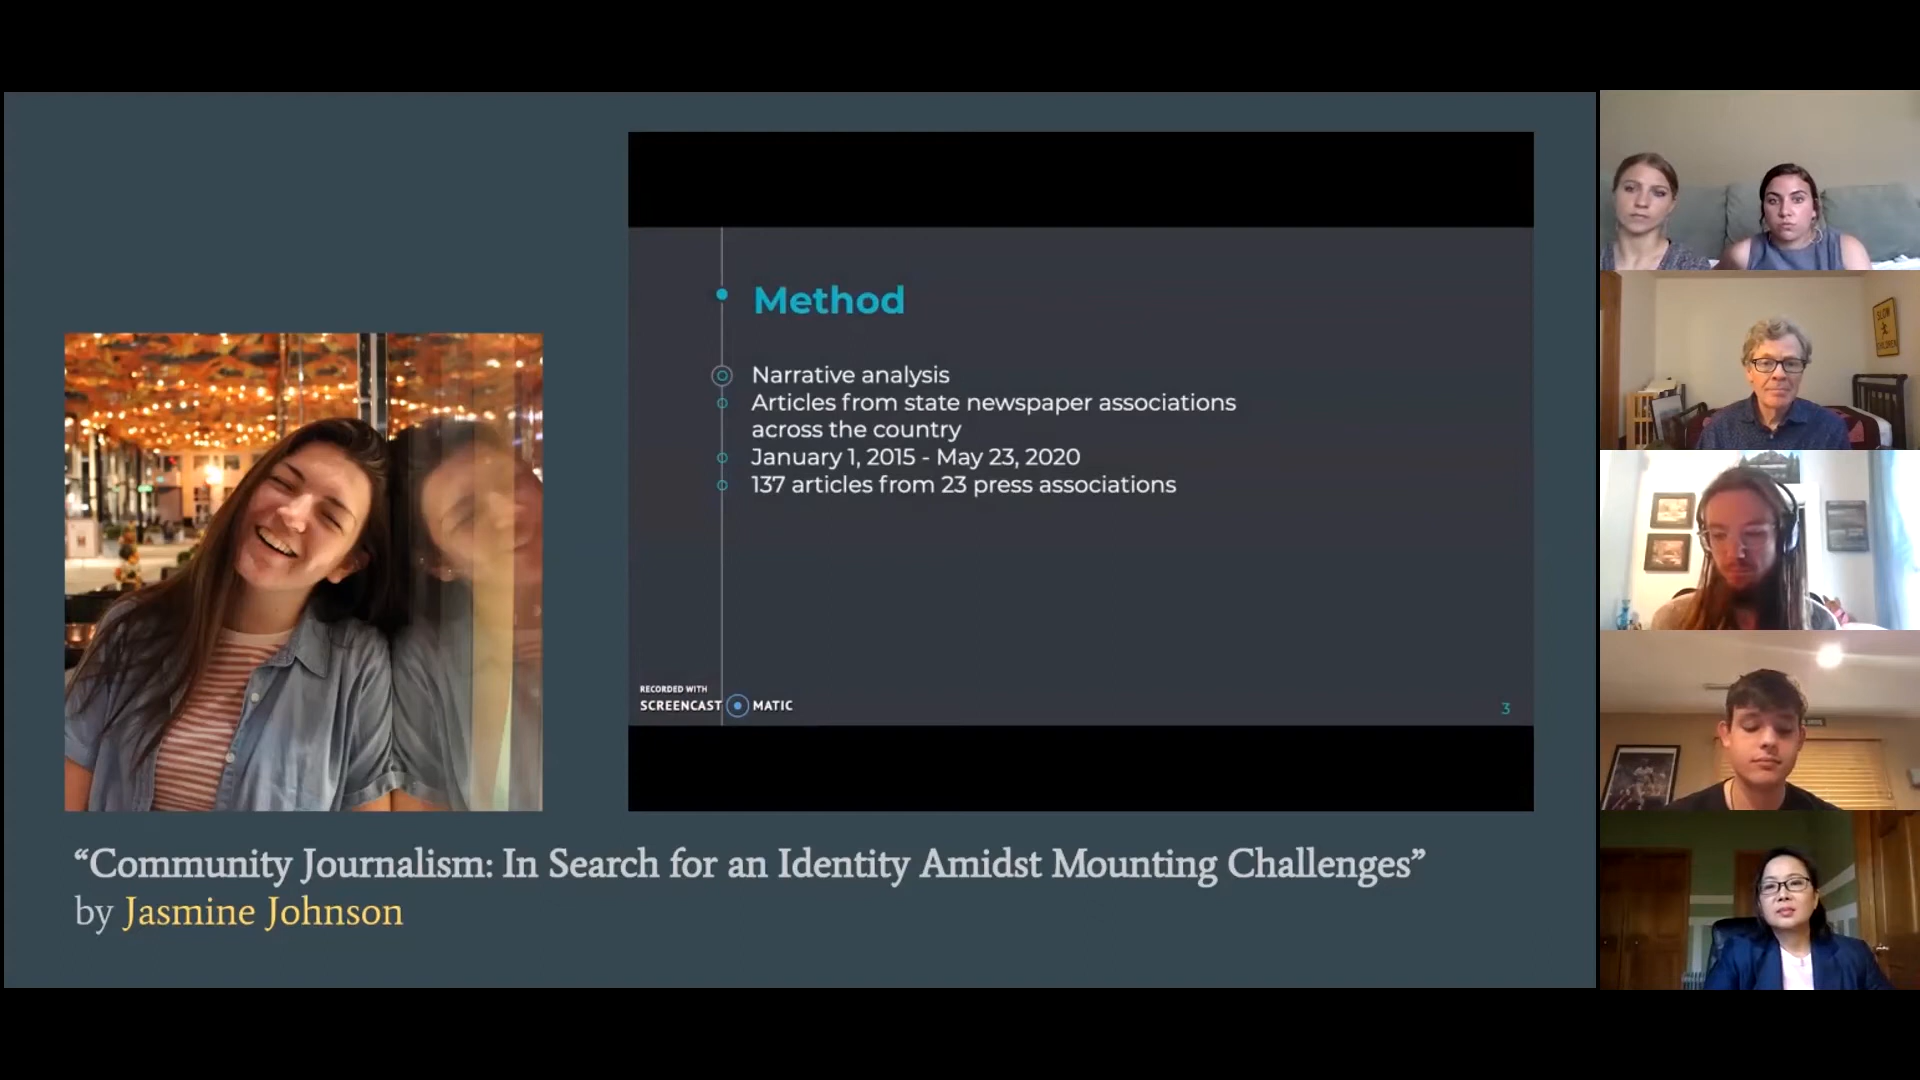 Method
Narrative analysis
Articles from state newspaper associations
across the country
January 1, 2015 - May 23, 2020
137 articles from 23 press associations
RECORDED WITH
SCREENCAST MATIC
3
“Community Journalism: In Search for an Identity Amidst Mounting Challenges”
by Jasmine Johnson
SLOW
CHILDREN